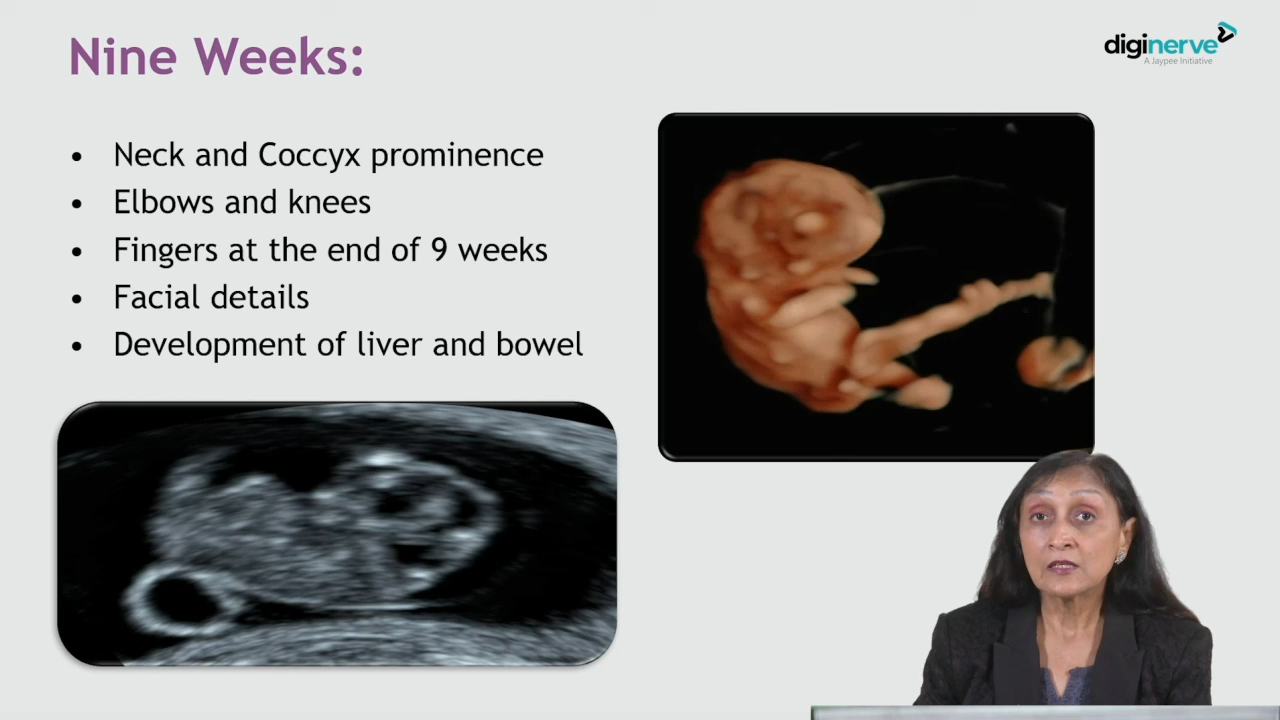 Nine Weeks:
diginerve
A Jaypee Initiative
• Neck and Coccyx prominence
• Elbows and knees
• Fingers at the end of 9 weeks
• Facial details
• Development of liver and bowel